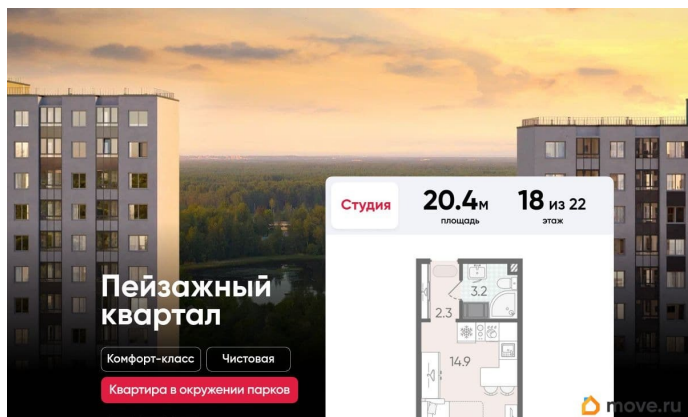 Студия
20.4м
площадь
18 из 22
этаж
3.2
2.3
14.9
Пейзажный
квартал
Комфорт-класс
Чистовая
Квартира в окружении парков
move.ru